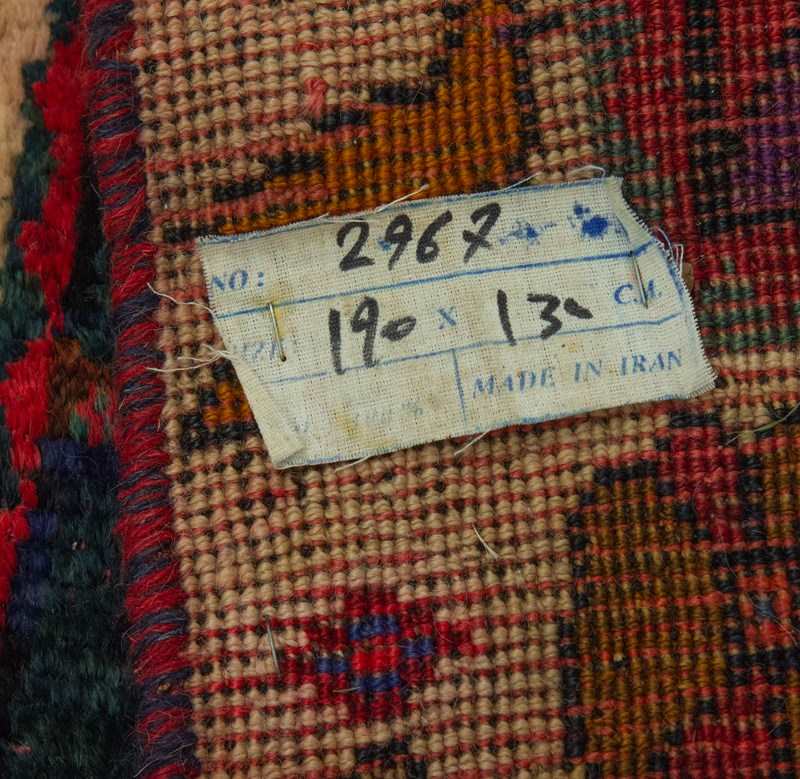 NO: 2967
190 X 130 C.M.
MADE IN IRAN